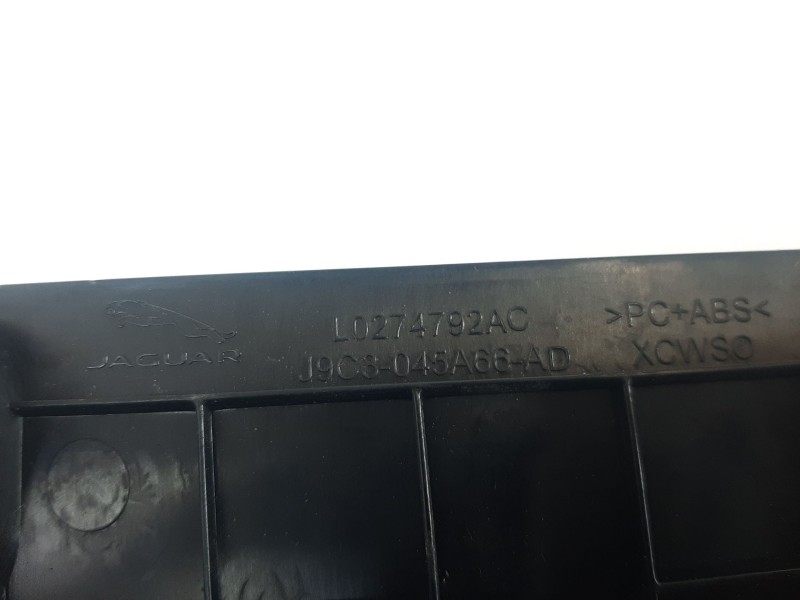 L0274792AC
>PC+ABS<
JAGUAR
J9C3-045A66-AD
XCWSO